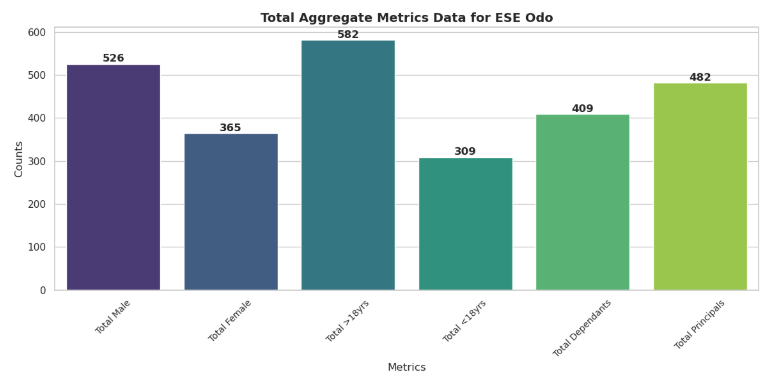 Total Aggregate Metrics Data for ESE Odo
Counts
600
500
400
300
200
100
0
526
365
582
309
409
482
Total Male
Total Female
Total >18yrs
Total <18yrs
Total Dependants
Total Principals
Metrics